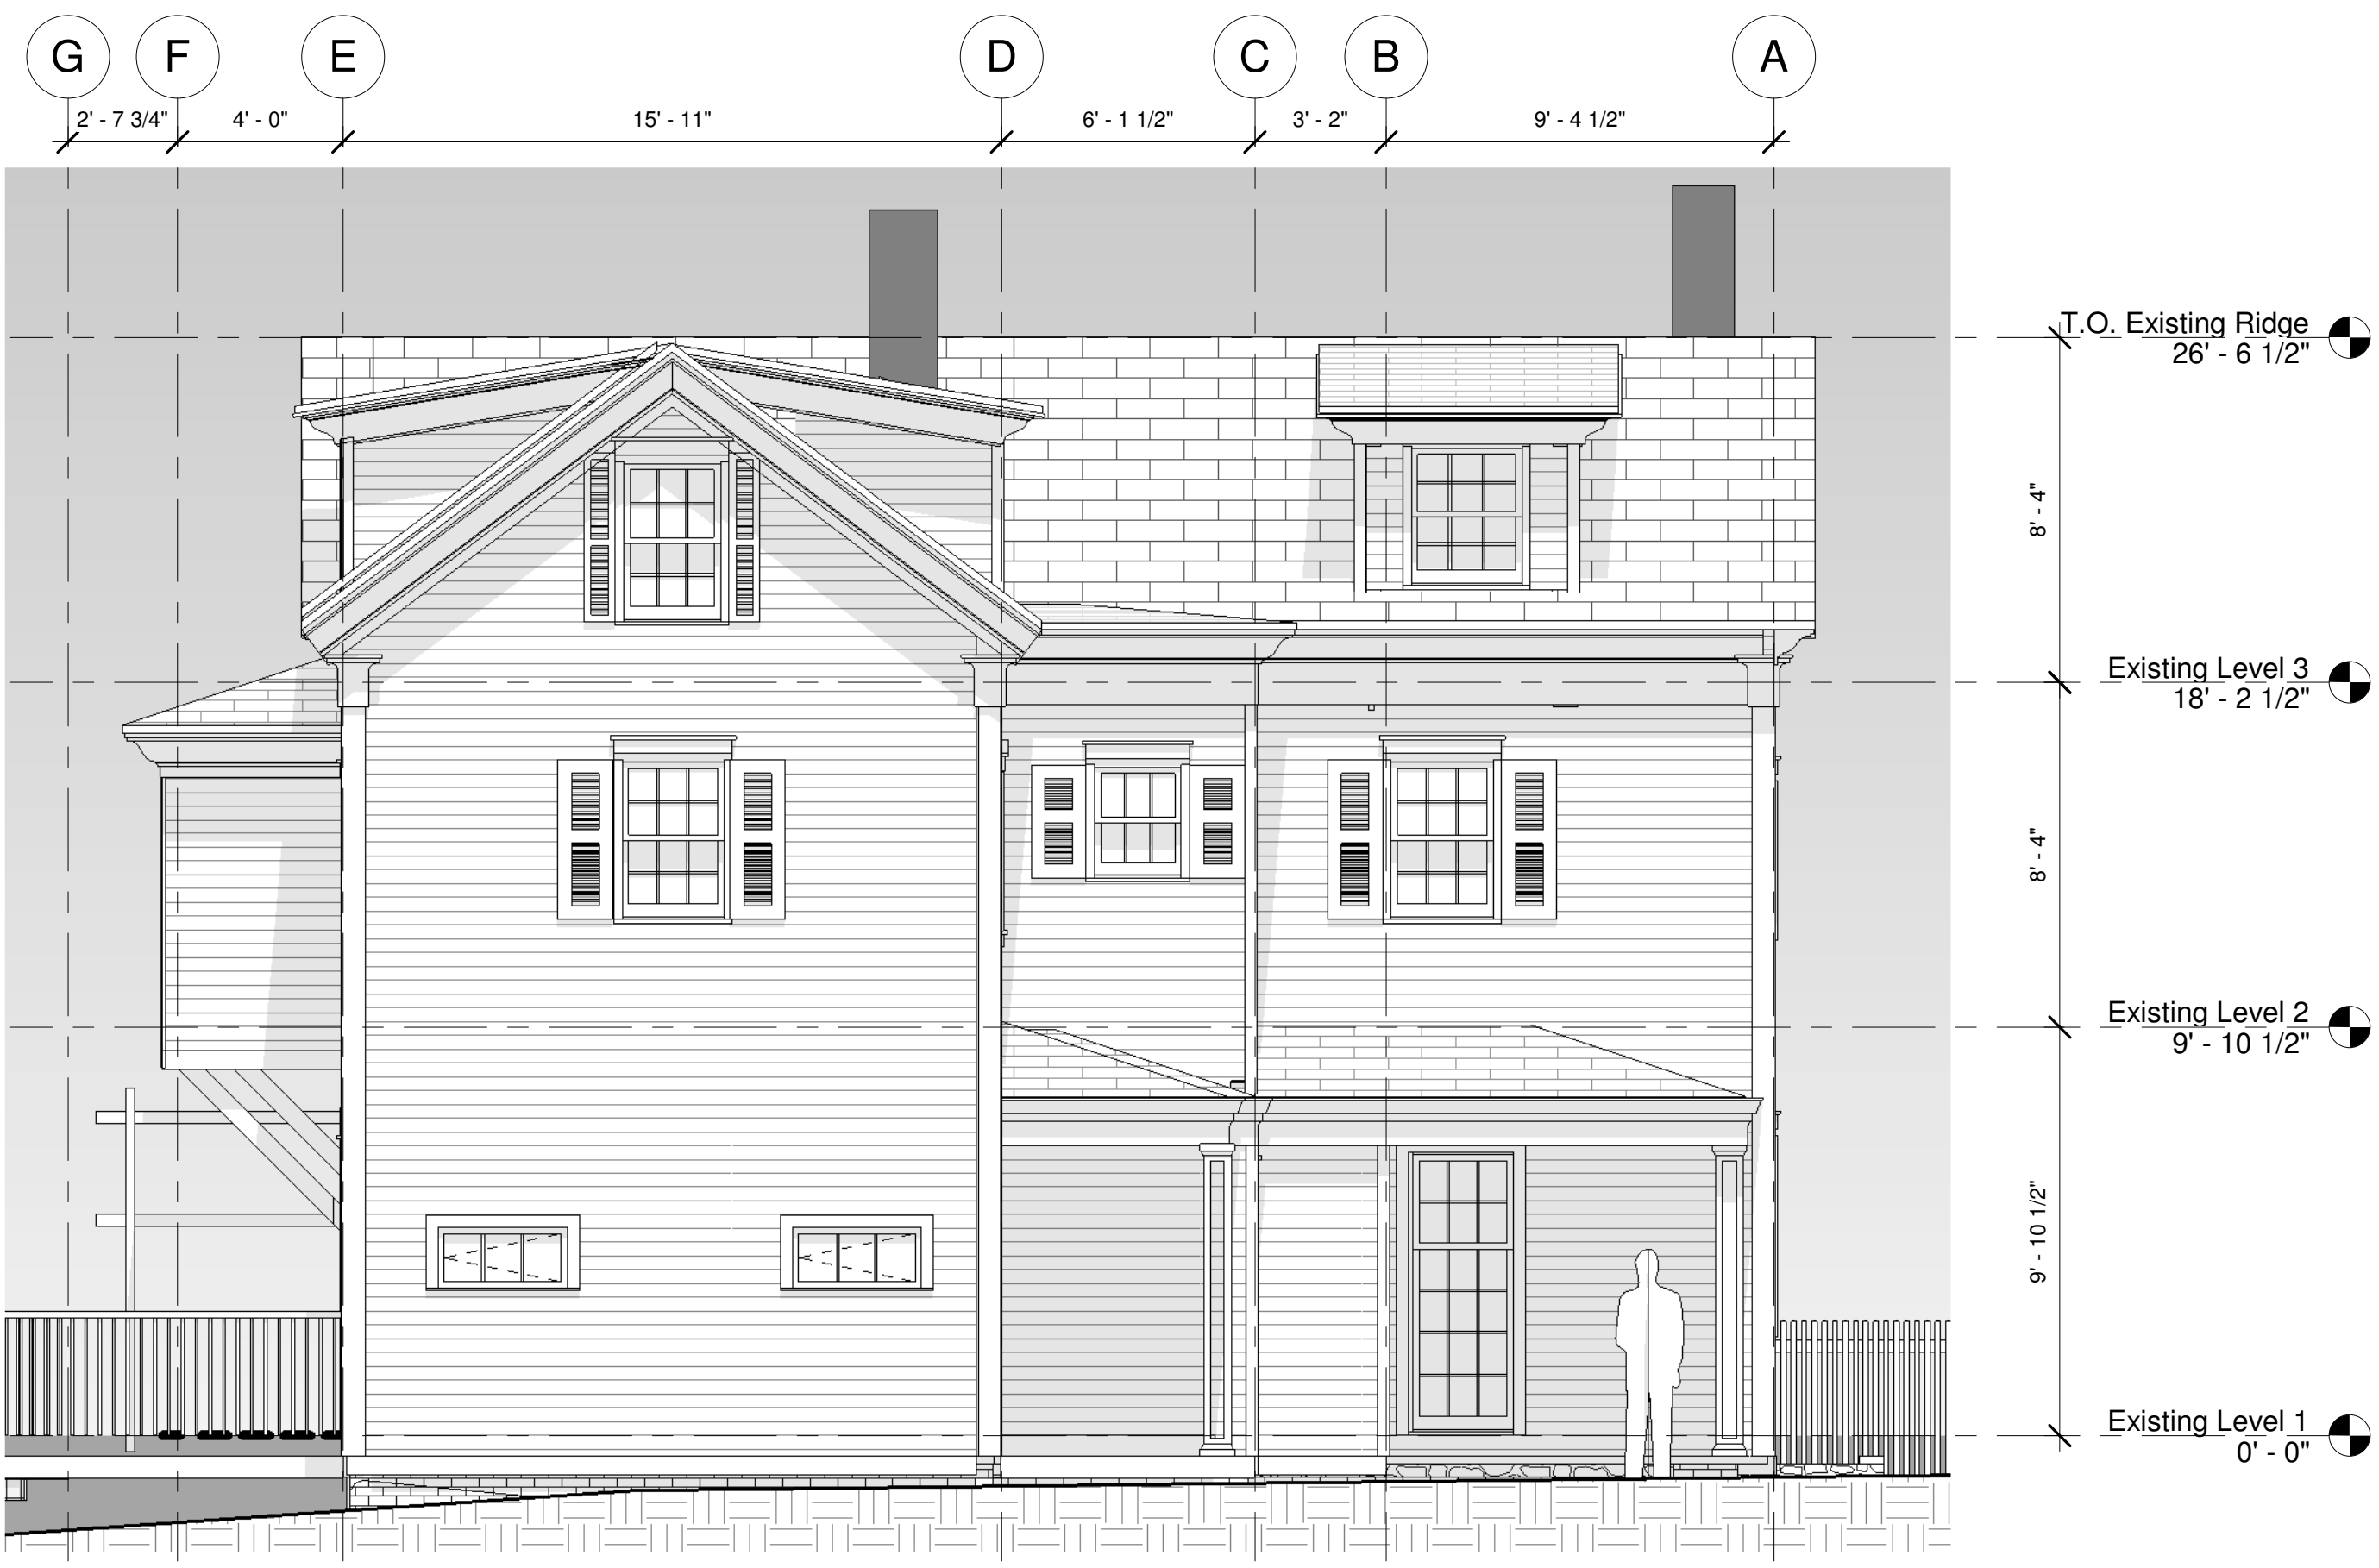 G F E D C B A
2' - 7 3/4" 4' - 0" 15' - 11" 6' - 1 1/2" 3' - 2" 9' - 4 1/2"
T.O. Existing Ridge
26' - 6 1/2"
8' - 4"
Existing Level 3
18' - 2 1/2"
8' - 4"
Existing Level 2
9' - 10 1/2"
9' - 10 1/2"
Existing Level 1
0' - 0"